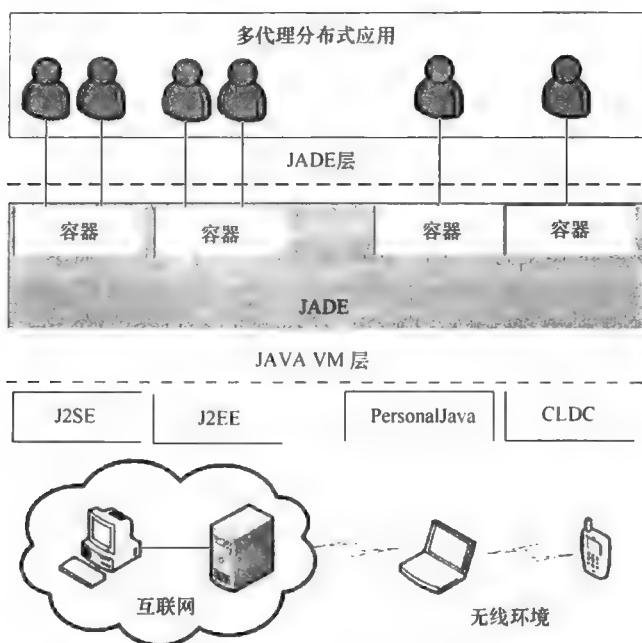 多代理分布式应用
JADE层
容器 容器 容器 容器
JADE
JAVA VM 层
J2SE J2EE PersonalJava CLDC
互联网 无线环境